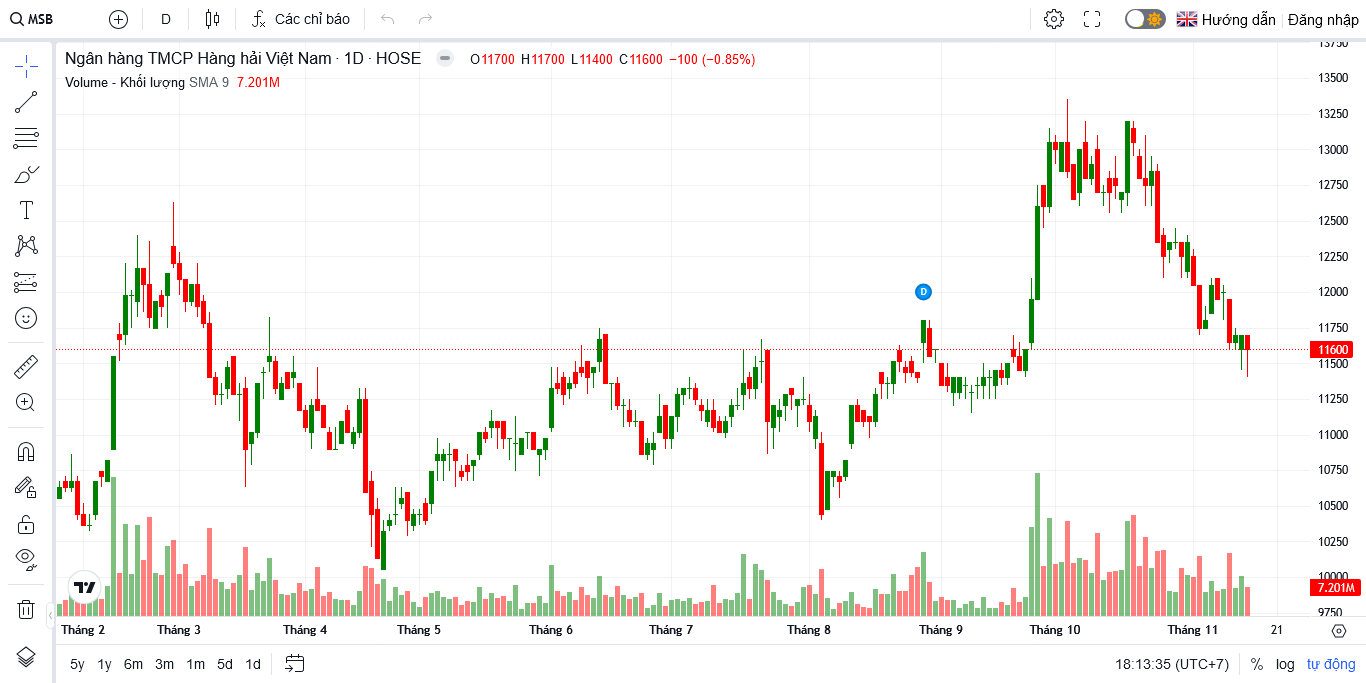 MSB D Các chỉ báo Hướng dẫn Đăng nhập
Ngân hàng TMCP Hàng hải Việt Nam · 1D · HOSE O11700 H11700 L11400 C11600 −100 (−0.85%)
Volume - Khối lượng SMA 9 7.201M
13750
13500
13250
13000
12750
12500
12250
12000
D
11750
11600
11500
11250
11000
10750
10500
10250
10000
7.201M
9750
Tháng 2 Tháng 3 Tháng 4 Tháng 5 Tháng 6 Tháng 7 Tháng 8 Tháng 9 Tháng 10 Tháng 11 21
5y 1y 6m 3m 1m 5d 1d 18:13:35 (UTC+7) % log tự động